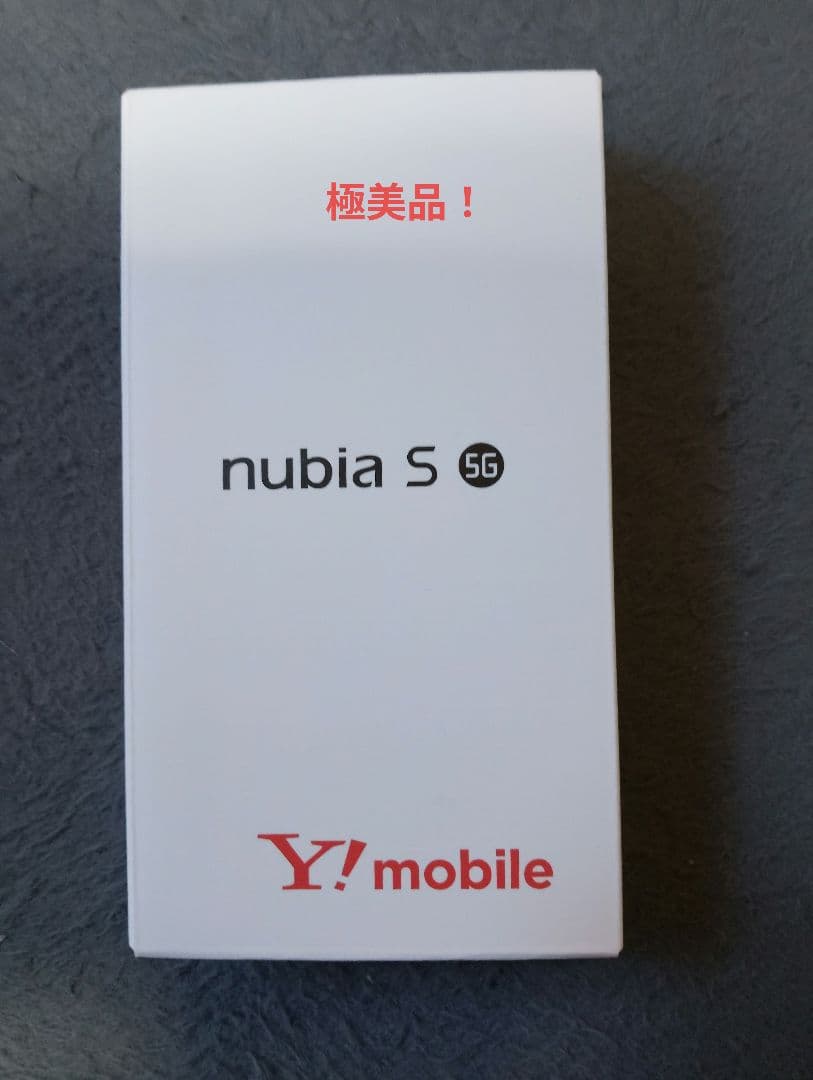 極美品！
nubia S 5G
Y!mobile